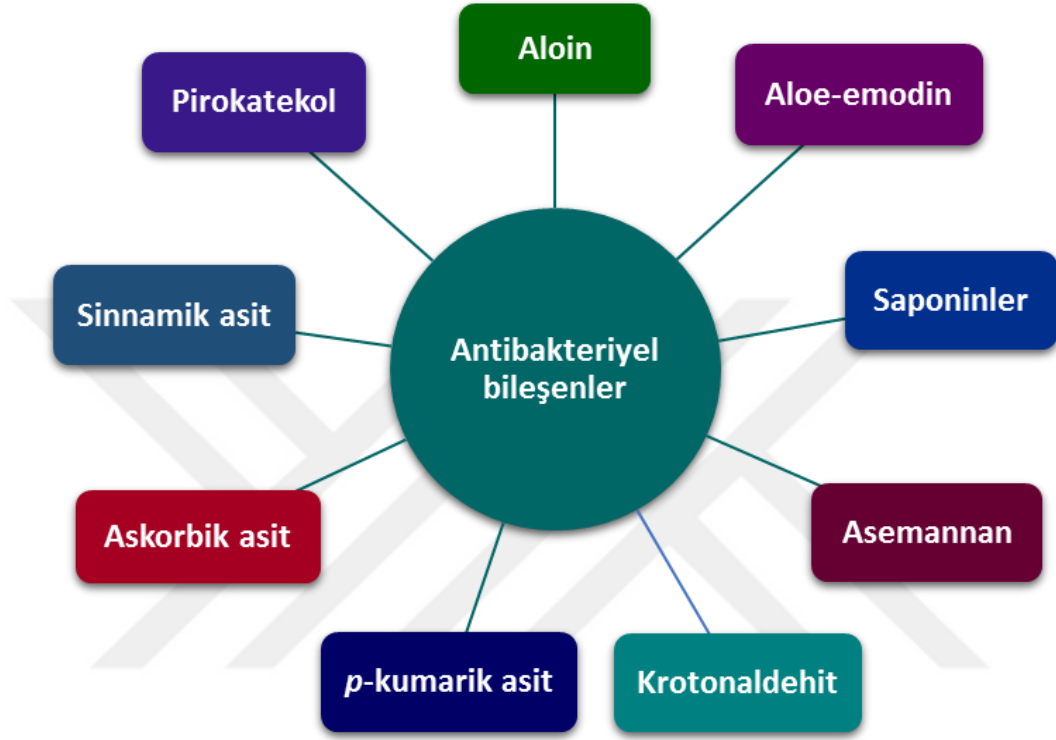 Aloin
Aloe-emodin
Pirokatekol
Saponinler
Sinnamik asit
Antibakteriyel
bileşenler
Askorbik asit
Asemannan
p-kumarik asit
Krotonaldehit